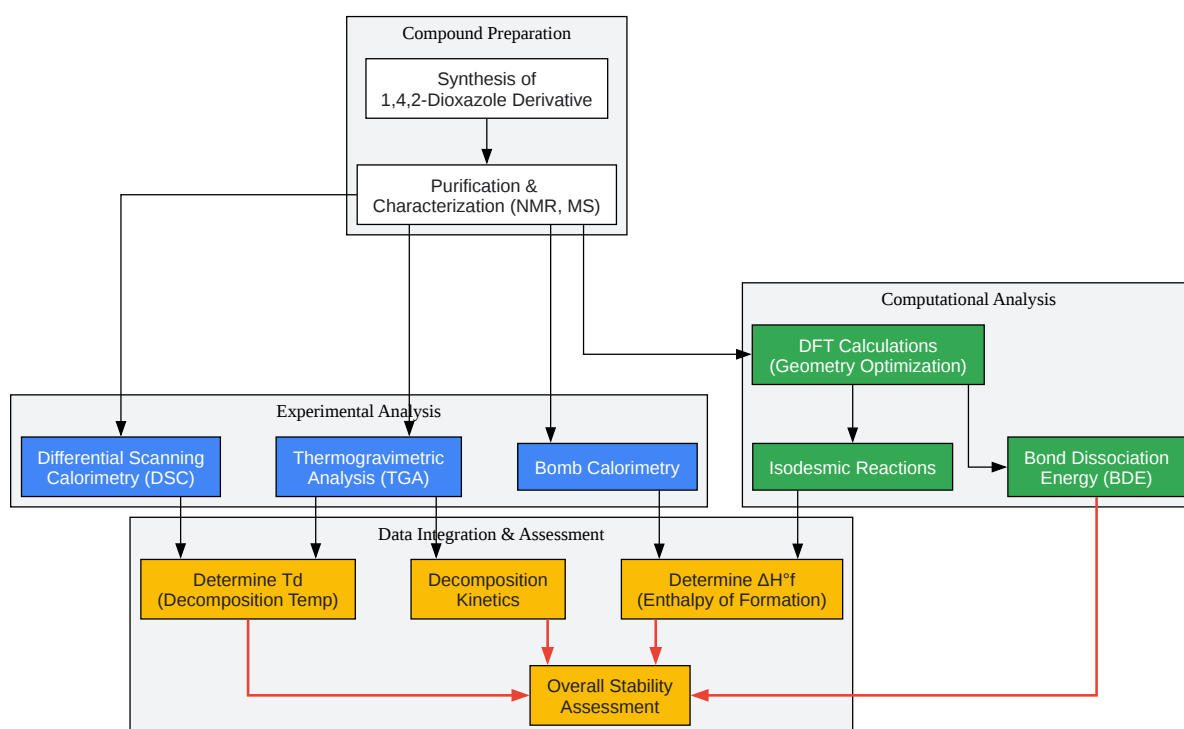 Compound Preparation
Synthesis of
1,4,2-Dioxazole Derivative
Purification &
Characterization (NMR, MS)
Computational Analysis
DFT Calculations
(Geometry Optimization)
Experimental Analysis
Differential Scanning
Calorimetry (DSC)
Thermogravimetric
Analysis (TGA)
Bomb Calorimetry
Isodesmic Reactions
Bond Dissociation
Energy (BDE)
Data Integration & Assessment
Determine Td
(Decomposition Temp)
Decomposition
Kinetics
Determine ΔH°f
(Enthalpy of Formation)
Overall Stability
Assessment